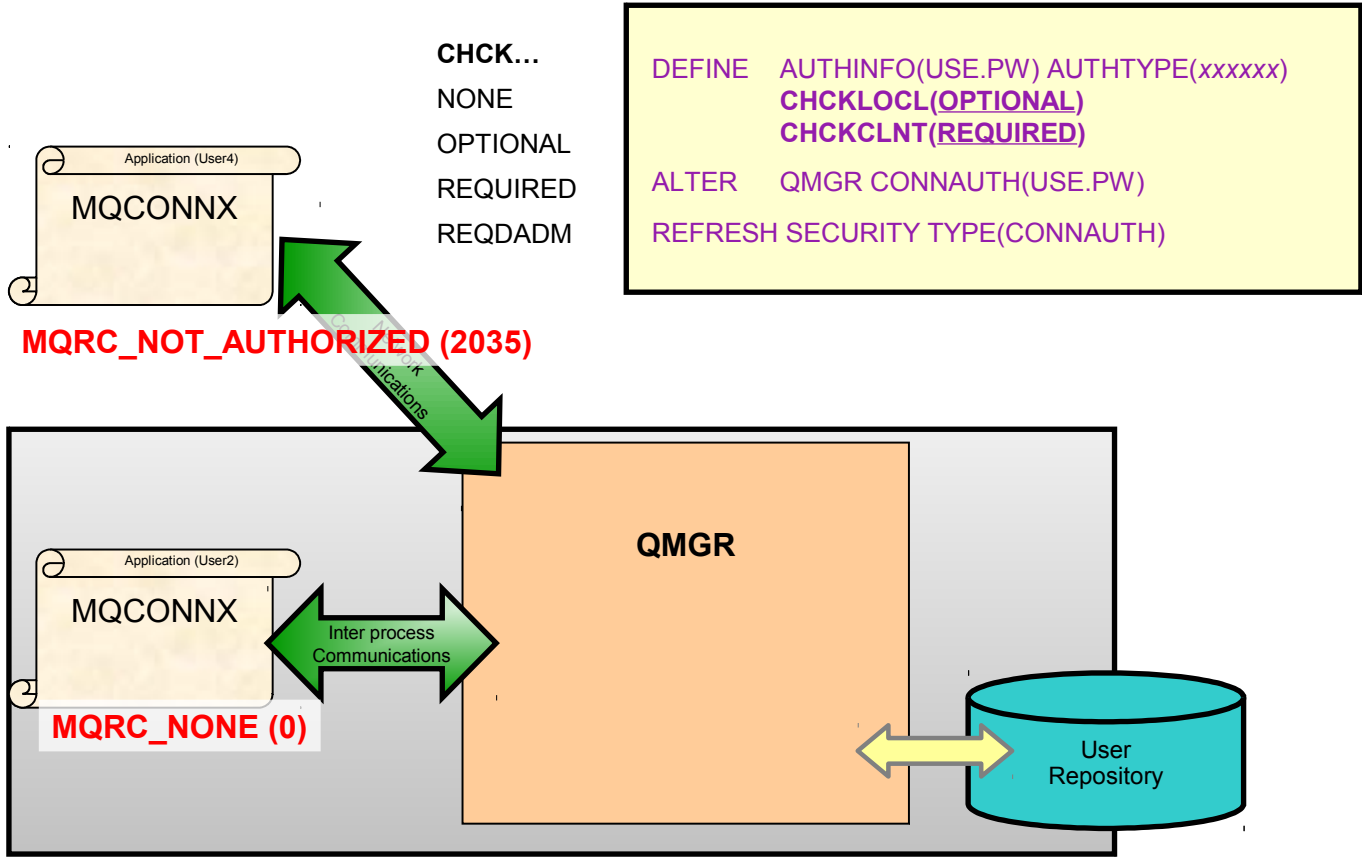 CHCK…
NONE
OPTIONAL
REQUIRED
REQDADM
DEFINE AUTHINFO(USE.PW) AUTHTYPE(xxxxxx)
CHCKLOCL(OPTIONAL)
CHCKCLNT(REQUIRED)
ALTER QMGR CONNAUTH(USE.PW)
REFRESH SECURITY TYPE(CONNAUTH)
Application (User4)
MQCONNX
MQRC_NOT_AUTHORIZED (2035)
Network
Communications
QMGR
Application (User2)
MQCONNX
Inter process
Communications
MQRC_NONE (0)
User
Repository